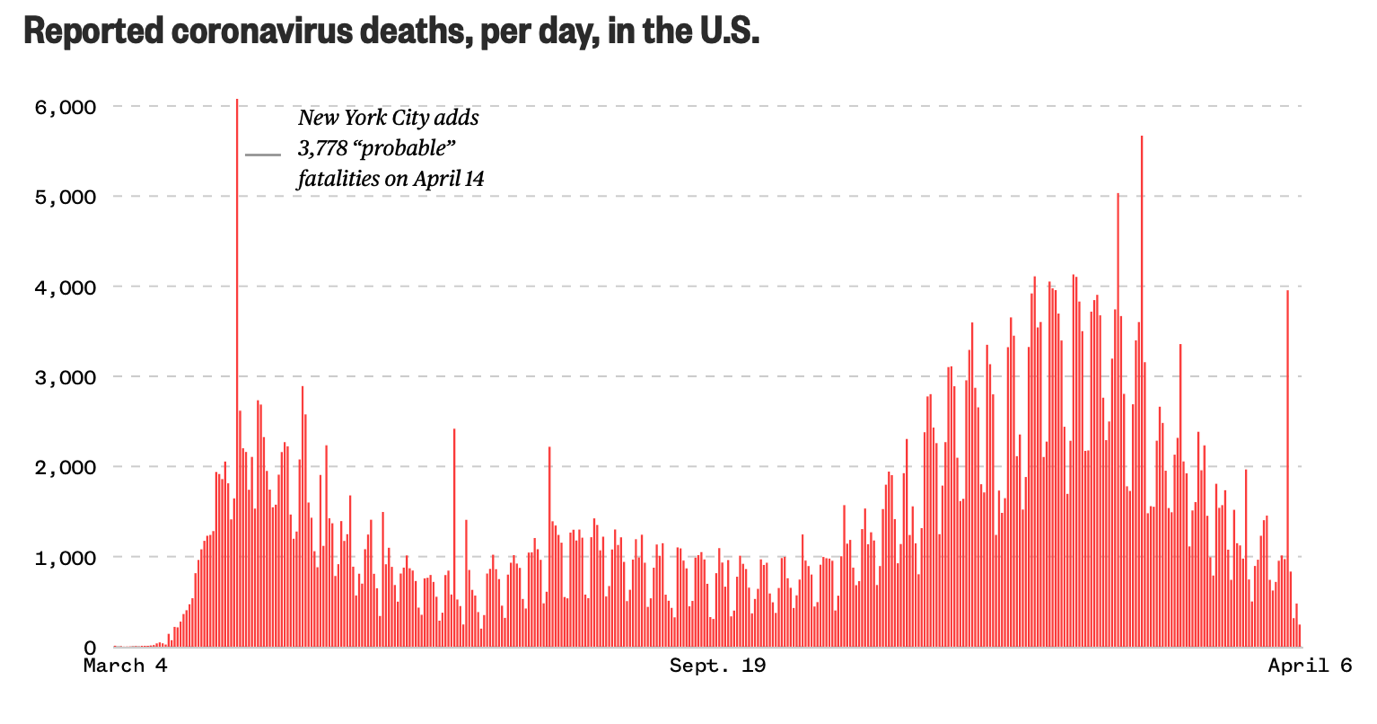 Reported coronavirus deaths, per day, in the U.S.
6,000
New York City adds
3,778 “probable”
fatalities on April 14
5,000
4,000
3,000
2,000
1,000
0
March 4
Sept. 19
April 6